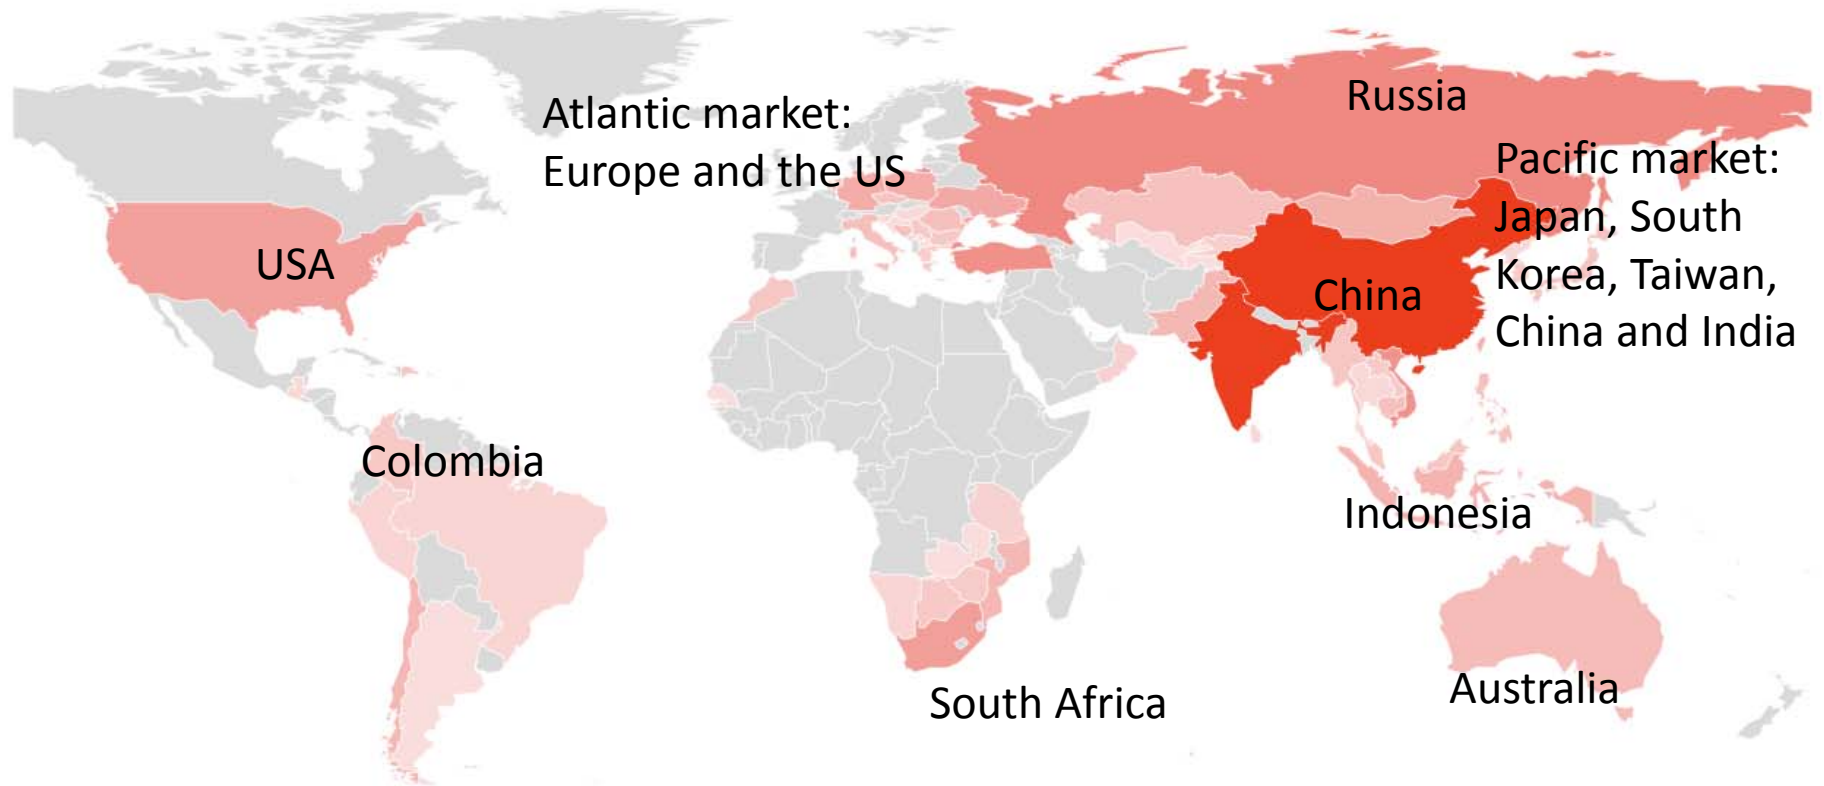 Russia
Atlantic market:
Europe and the US
Pacific market:
Japan, South
Korea, Taiwan,
China and India
USA
China
Colombia
Indonesia
South Africa
Australia